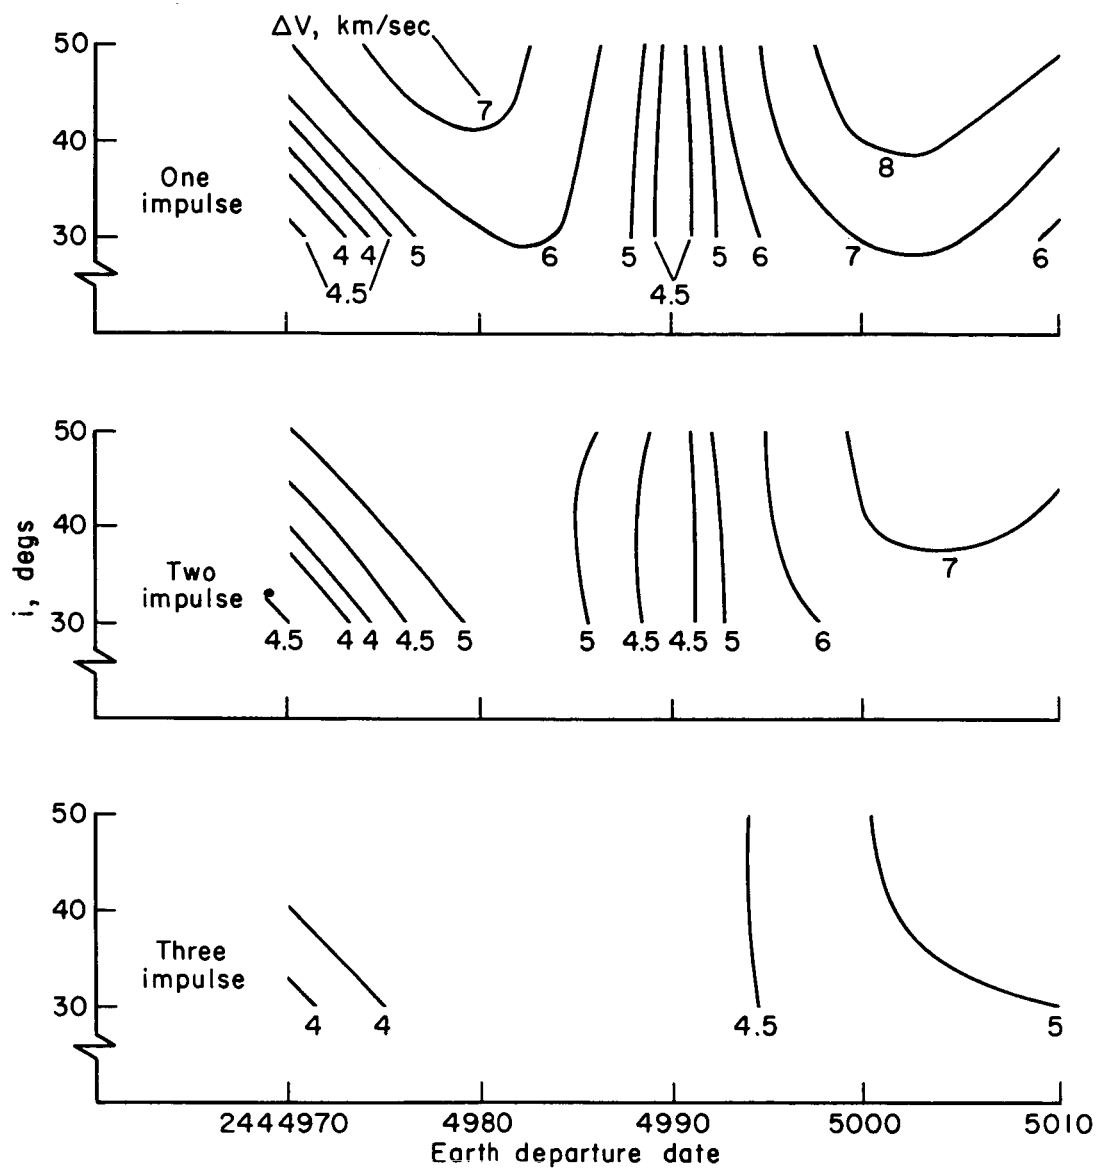 ΔV, km/sec
50
40
30
One
impulse
7
8
4 4 5 6 5 5 6 7 6
4.5 4.5
i, degs
50
40
30
Two
impulse
7
4.5 4 4 4.5 5 5 4.5 4.5 5 6
50
40
30
Three
impulse
4 4 4.5 5
2444970 4980 4990 5000 5010
Earth departure date